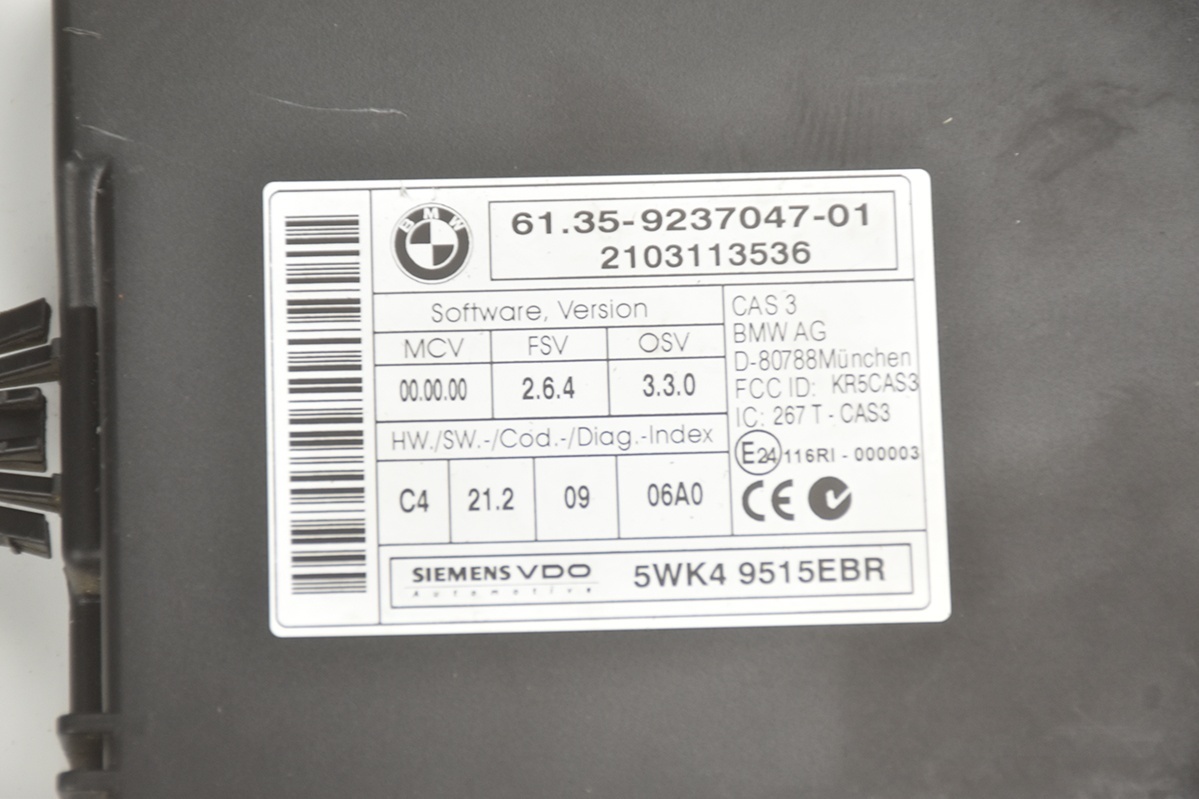 BMW
61.35-9237047-01
2103113536
Software, Version
MCV FSV OSV
00.00.00 2.6.4 3.3.0
HW./SW.-/Cod.-/Diag.-Index
C4 21.2 09 06A0
CAS 3
BMW AG
D-80788München
FCC ID: KR5CAS3
IC: 267 T - CAS3
E24 116RI - 000003
CE
SIEMENS VDO
Automotive
5WK4 9515EBR